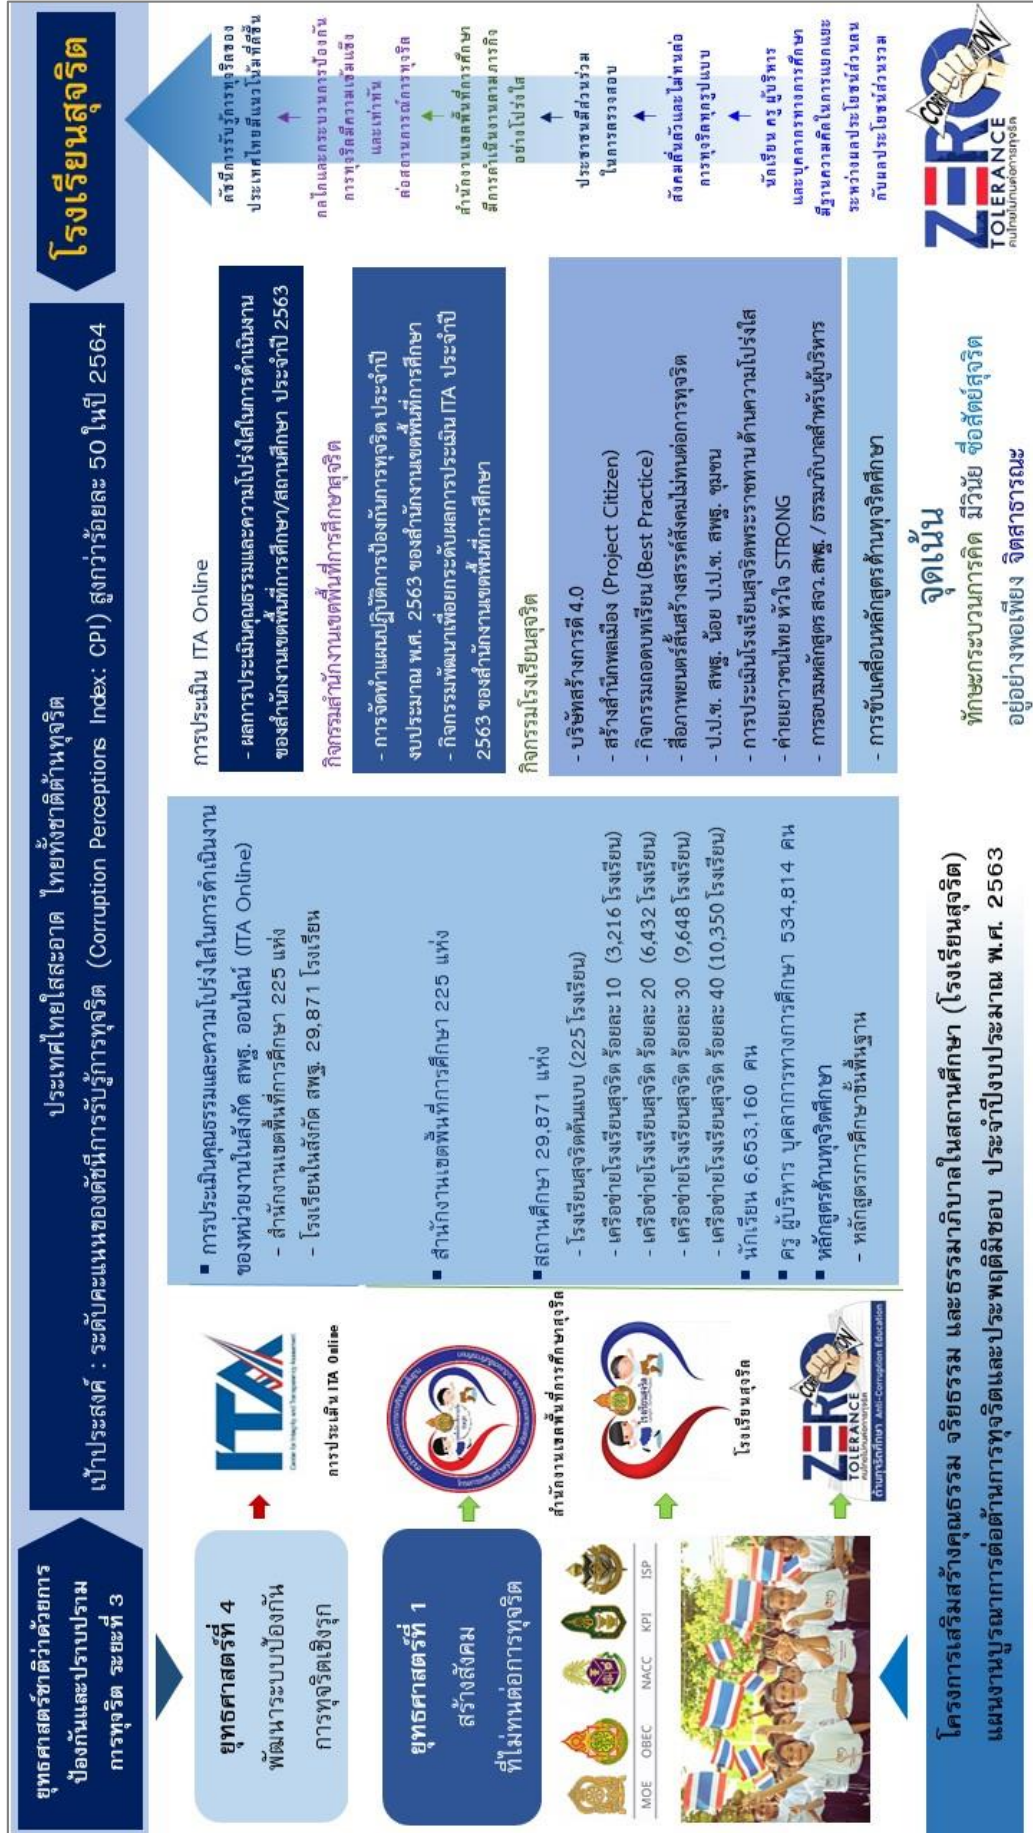 ยุทธศาสตร์ชาติว่าด้วยการ
ป้องกันและปราบปราม
การทุจริต ระยะที่ 3
ประเทศไทยใสสะอาด ไทยทั้งชาติต้านทุจริต
เป้าประสงค์ : ระดับคะแนนของดัชนีการรับรู้การทุจริต (Corruption Perceptions Index: CPI) สูงกว่าร้อยละ 50 ในปี 2564
โรงเรียนสุจริต
ยุทธศาสตร์ที่ 4
พัฒนาระบบป้องกัน
การทุจริตเชิงรุก
ยุทธศาสตร์ที่ 1
สร้างสังคม
ที่ไม่ทนต่อการทุจริต
MOE OBEC NACC KPI ISP
ITA
Center for Integrity and Transparency Assessment
การประเมิน ITA Online
สำนักงานเขตพื้นที่การศึกษาสุจริต
โรงเรียนสุจริต
โรงเรียนสุจริต
ZERO
CORRUPTION
TOLERANCE
คนไทยไม่ทนต่อการทุจริต
ต้านทุจริตศึกษา Anti-Corruption Education
▪ การประเมินคุณธรรมและความโปร่งใสในการดำเนินงาน
ของหน่วยงานในสังกัด สพฐ. ออนไลน์ (ITA Online)
- สำนักงานเขตพื้นที่การศึกษา 225 แห่ง
- โรงเรียนในสังกัด สพฐ. 29,871 โรงเรียน
▪ สำนักงานเขตพื้นที่การศึกษา 225 แห่ง
▪ สถานศึกษา 29,871 แห่ง
- โรงเรียนสุจริตต้นแบบ (225 โรงเรียน)
- เครือข่ายโรงเรียนสุจริต ร้อยละ 10 (3,216 โรงเรียน)
- เครือข่ายโรงเรียนสุจริต ร้อยละ 20 (6,432 โรงเรียน)
- เครือข่ายโรงเรียนสุจริต ร้อยละ 30 (9,648 โรงเรียน)
- เครือข่ายโรงเรียนสุจริต ร้อยละ 40 (10,350 โรงเรียน)
▪ นักเรียน 6,653,160 คน
▪ ครู ผู้บริหาร บุคลากรทางการศึกษา 534,814 คน
▪ หลักสูตรต้านทุจริตศึกษา
- หลักสูตรการศึกษาขั้นพื้นฐาน
การประเมิน ITA Online
- ผลการประเมินคุณธรรมและความโปร่งใสในการดำเนินงาน
ของสำนักงานเขตพื้นที่การศึกษา/สถานศึกษา ประจำปี 2563
กิจกรรมสำนักงานเขตพื้นที่การศึกษาสุจริต
- การจัดทำแผนปฏิบัติการป้องกันการทุจริต ประจำปี
งบประมาณ พ.ศ. 2563 ของสำนักงานเขตพื้นที่การศึกษา
- กิจกรรมพัฒนาเพื่อยกระดับผลการประเมิน ITA ประจำปี
2563 ของสำนักงานเขตพื้นที่การศึกษา
กิจกรรมโรงเรียนสุจริต
- บริษัทสร้างการดี 4.0
- สร้างสำนึกพลเมือง (Project Citizen)
- กิจกรรมถอดบทเรียน (Best Practice)
- สื่อภาพยนตร์สั้นสร้างสรรค์สังคมไม่ทนต่อการทุจริต
- ป.ป.ช. สพฐ. น้อย ป.ป.ช. สพฐ. ชุมชน
- การประเมินโรงเรียนสุจริตพระราชทาน ด้านความโปร่งใส
- ค่ายเยาวชนไทย หัวใจ STRONG
- การอบรมหลักสูตร สจว. สพฐ. / ธรรมาภิบาลสำหรับผู้บริหาร
- การขับเคลื่อนหลักสูตรต้านทุจริตศึกษา
ดัชนีการรับรู้การทุจริตของ
ประเทศไทยมีแนวโน้มที่ดีขึ้น
กลไกและกระบวนการป้องกัน
การทุจริตมีความเข้มแข็ง
และเท่าทัน
ต่อสถานการณ์การทุจริต
สำนักงานเขตพื้นที่การศึกษา
มีการดำเนินงานตามภารกิจ
อย่างโปร่งใส
ประชาชนมีส่วนร่วม
ในการตรวจสอบ
สังคมตื่นตัวและไม่ทนต่อ
การทุจริตทุกรูปแบบ
นักเรียน ครู ผู้บริหาร
และบุคลากรทางการศึกษา
มีฐานความคิดในการแยกแยะ
ระหว่างผลประโยชน์ส่วนตน
กับผลประโยชน์ส่วนรวม
โครงการเสริมสร้างคุณธรรม จริยธรรม และธรรมาภิบาลในสถานศึกษา (โรงเรียนสุจริต)
แผนงานบูรณาการต่อต้านการทุจริตและประพฤติมิชอบ ประจำปีงบประมาณ พ.ศ. 2563
จุดเน้น
ทักษะกระบวนการคิด มีวินัย ซื่อสัตย์สุจริต
อยู่อย่างพอเพียง จิตสาธารณะ
ZERO
CORRUPTION
TOLERANCE
คนไทยไม่ทนต่อการทุจริต